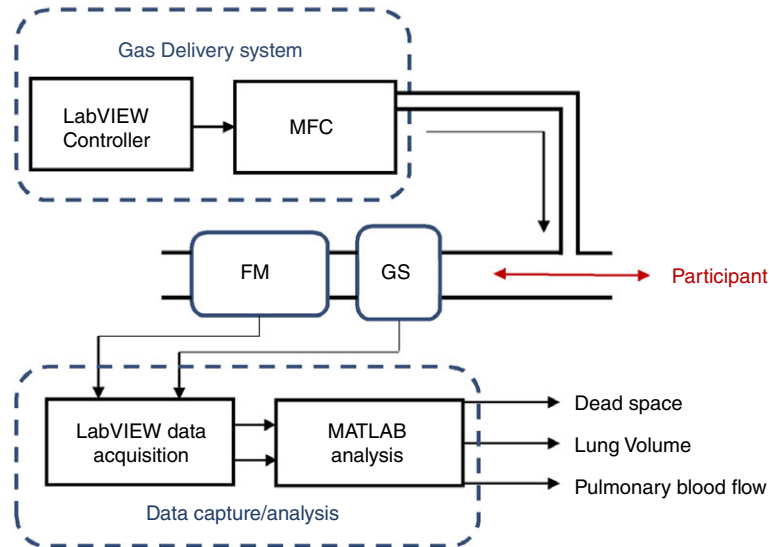 Gas Delivery system
LabVIEW
Controller
MFC
FM
GS
Participant
LabVIEW data
acquisition
MATLAB
analysis
Dead space
Lung Volume
Pulmonary blood flow
Data capture/analysis